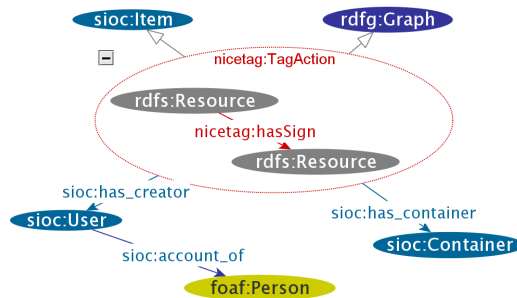 sioc:Item
rdfg:Graph
nicetag:TagAction
rdfs:Resource
nicetag:hasSign
rdfs:Resource
sioc:has_creator
sioc:has_container
sioc:User
sioc:Container
sioc:account_of
foaf:Person